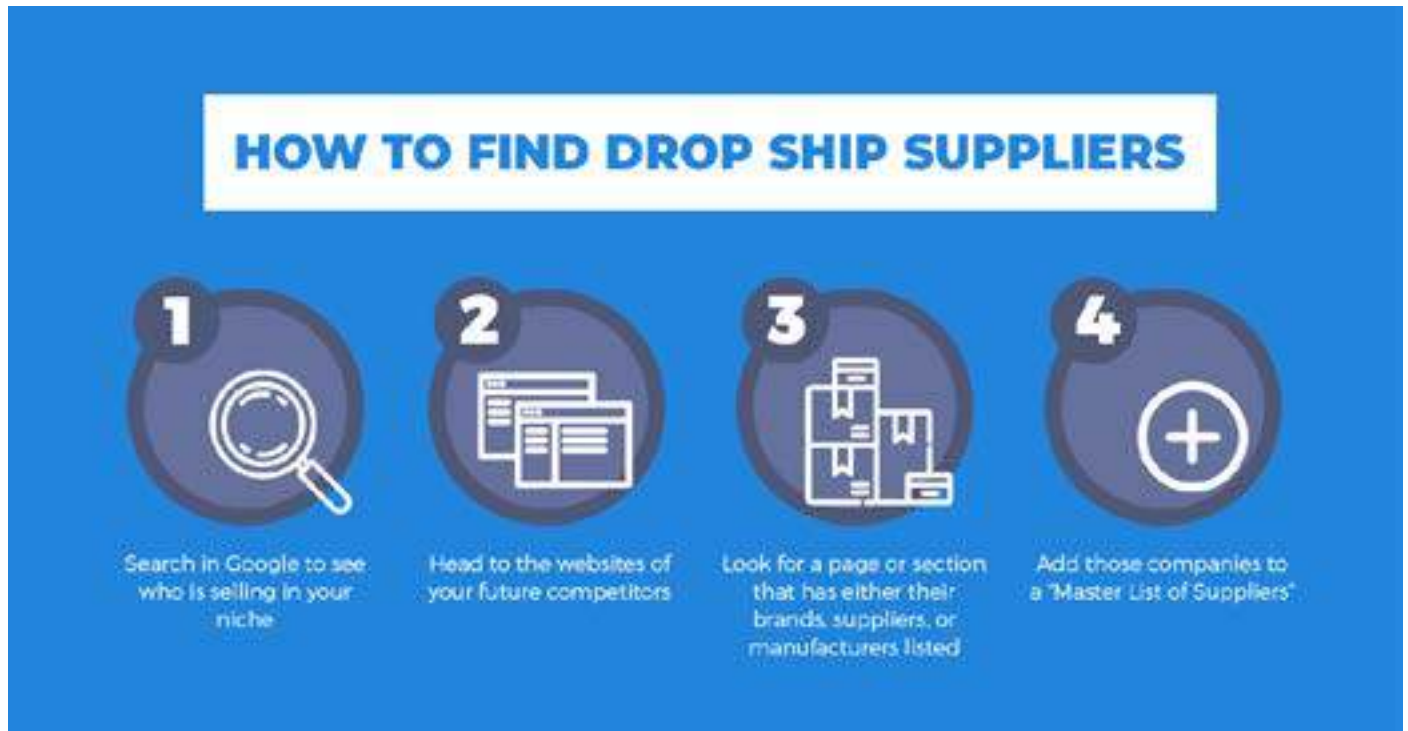 HOW TO FIND DROP SHIP SUPPLIERS
1
Search in Google to see
who is selling in your
niche
2
Head to the websites of
your future competitors
3
Look for a page or section
that has either their
brands, suppliers, or
manufacturers listed
4
Add those companies to
a "Master List of Suppliers"